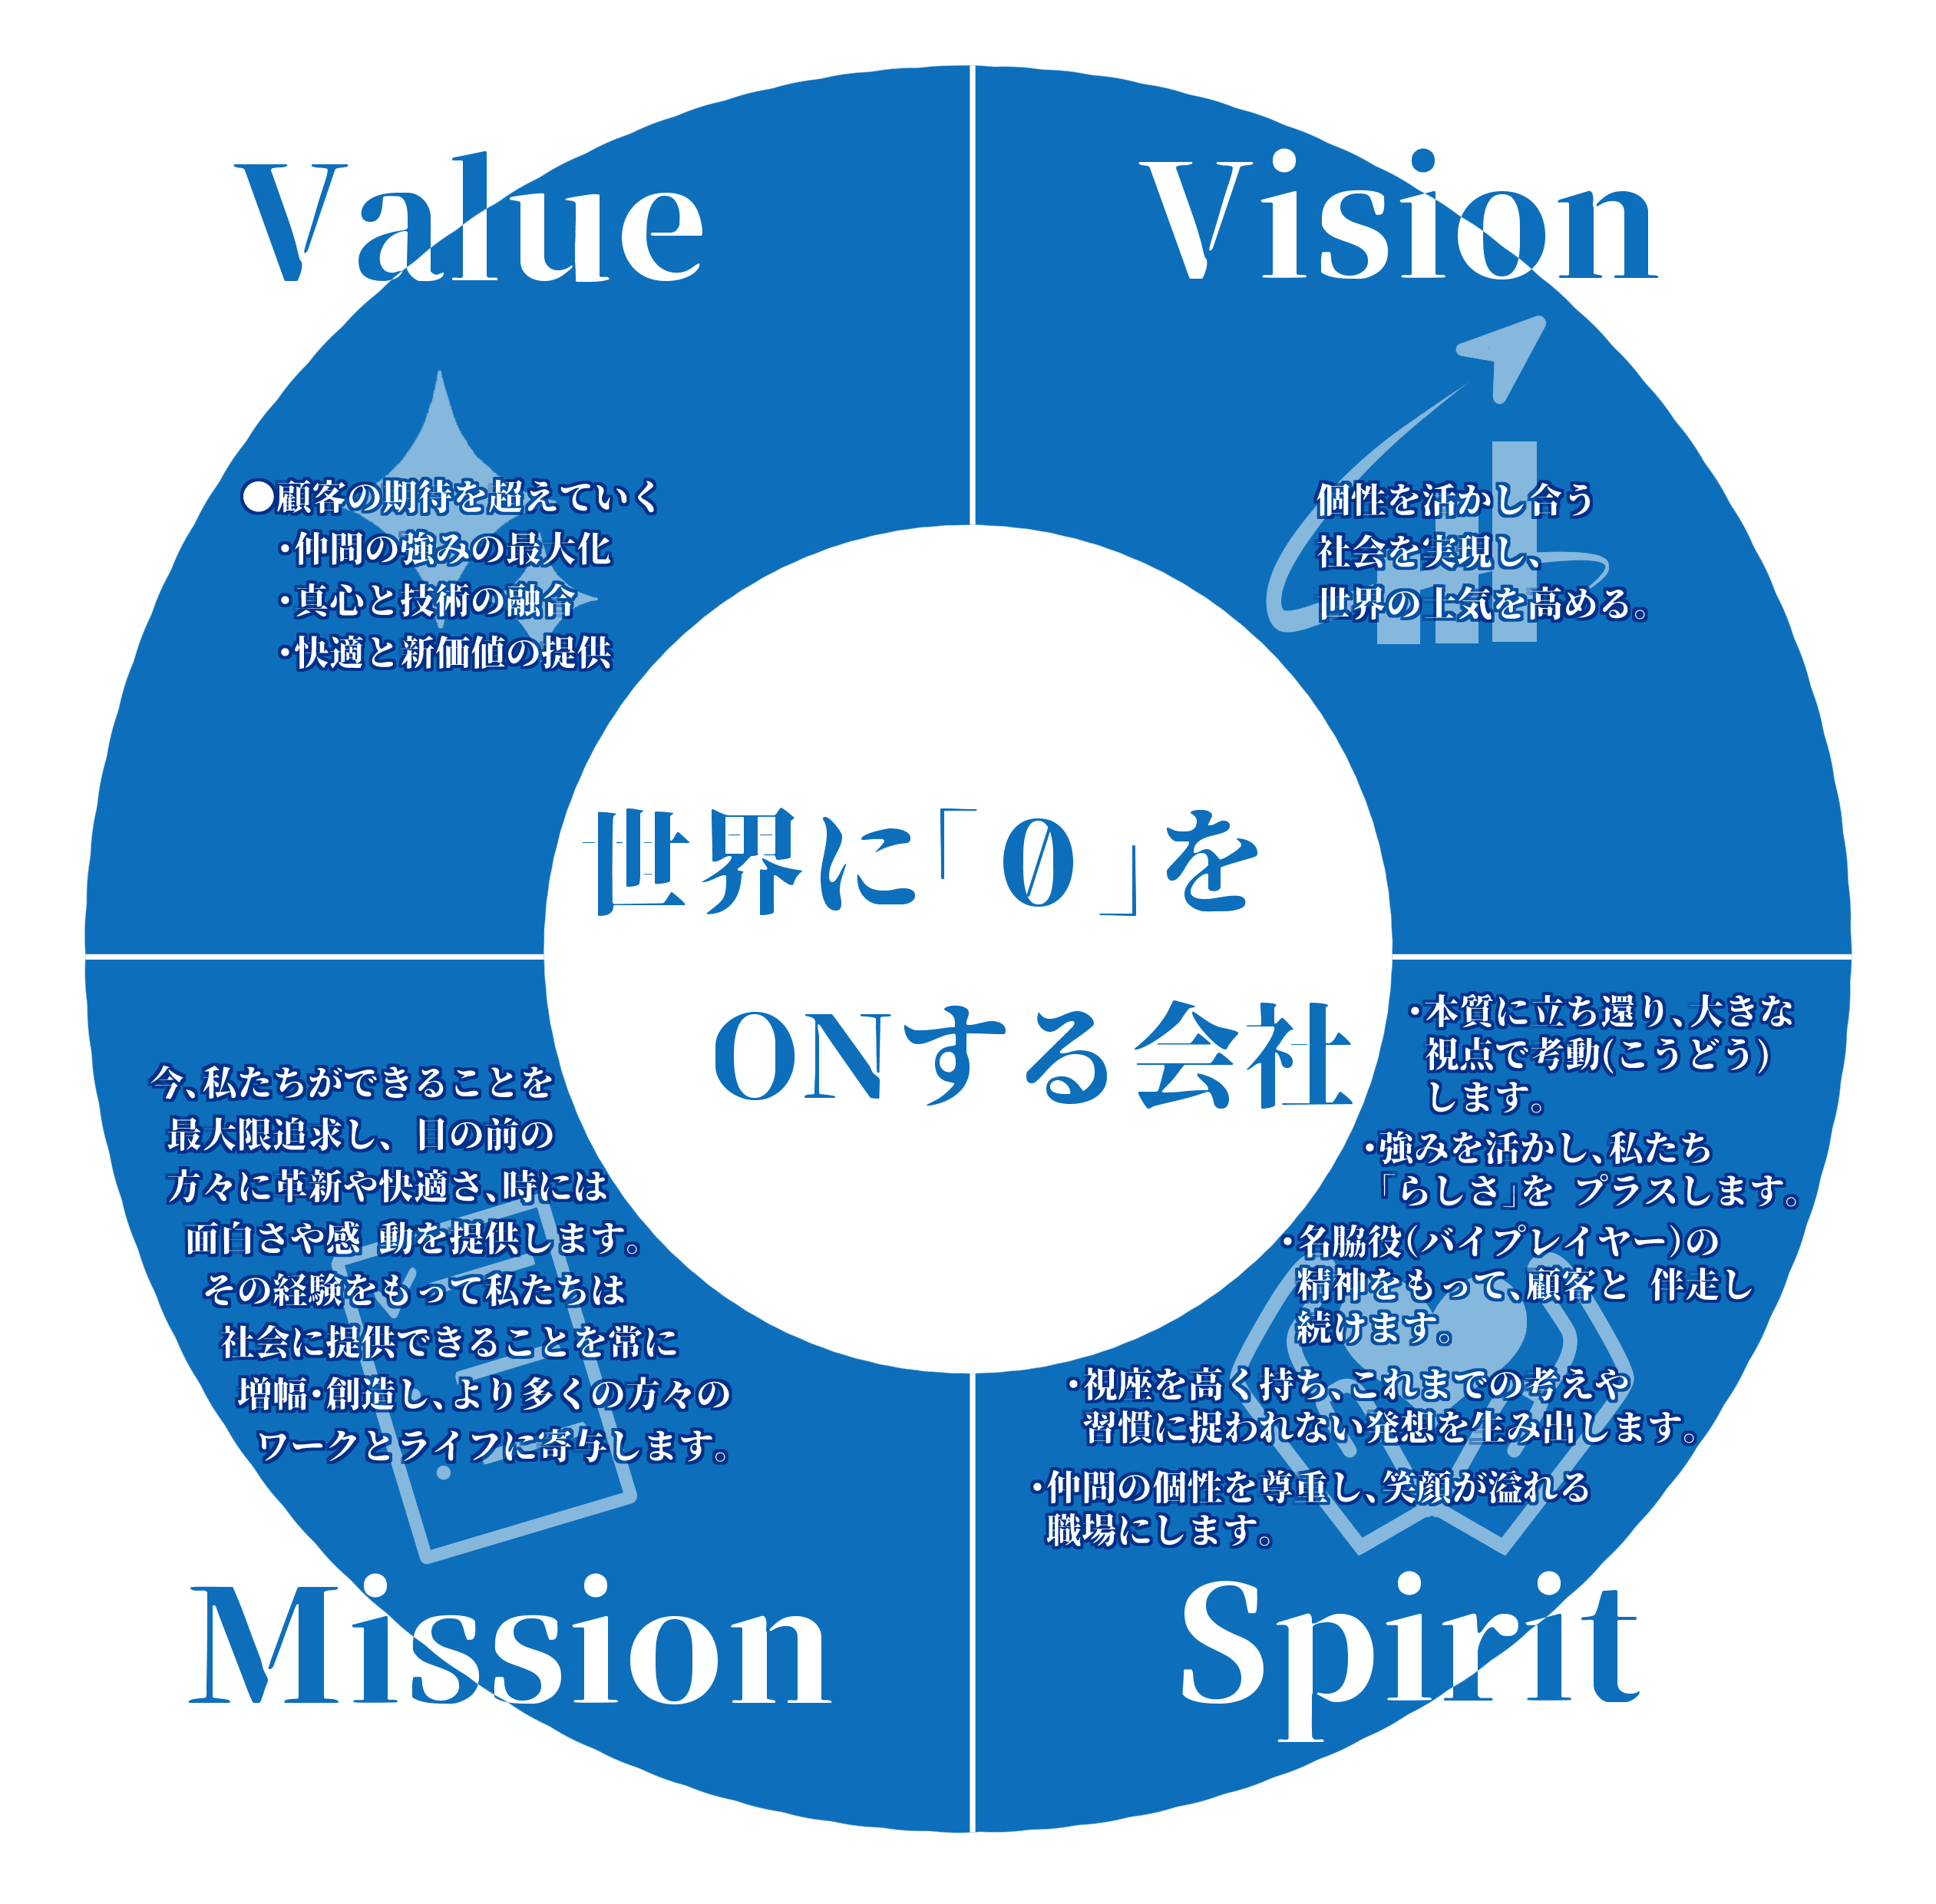 Value
●顧客の期待を超えていく
・仲間の強みの最大化
・真心と技術の融合
・快適と新価値の提供
Vision
個性を活かし合う
社会を実現し、
世界の士気を高める。
世界に「0」を
ONする会社
今、私たちができることを
最大限追求し、目の前の
方々に革新や快適さ、時には
面白さや感 動を提供します。
その経験をもって私たちは
社会に提供できることを常に
増幅・創造し、より多くの方々の
ワークとライフに寄与します。
Mission
・本質に立ち還り、大きな
視点で考動(こうどう)
します。
・強みを活かし、私たち
「らしさ」を プラスします。
・名脇役(バイプレイヤー)の
精神をもって、顧客と 伴走し
続けます。
・視座を高く持ち、これまでの考えや
習慣に捉われない発想を生み出します。
・仲間の個性を尊重し、笑顔が溢れる
職場にします。
Spirit